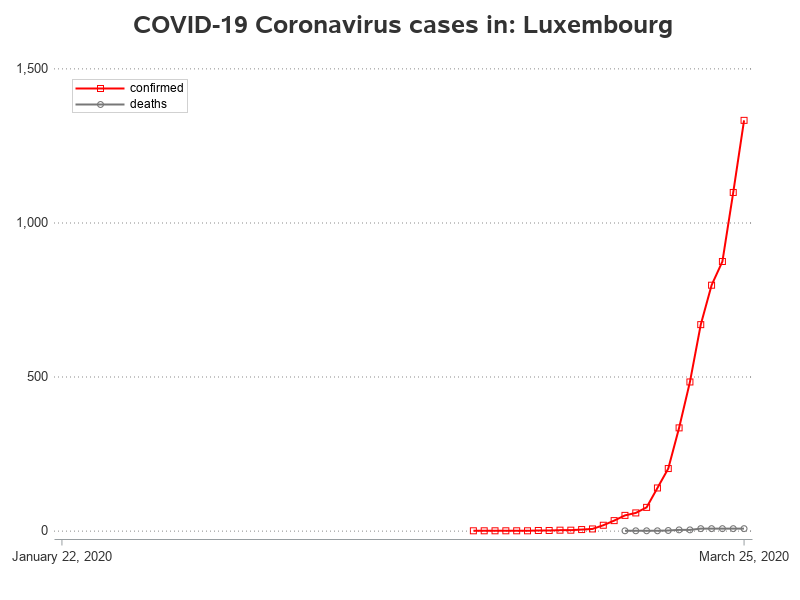 COVID-19 Coronavirus cases in: Luxembourg
1,500
confirmed
deaths
1,000
500
0
January 22, 2020 March 25, 2020